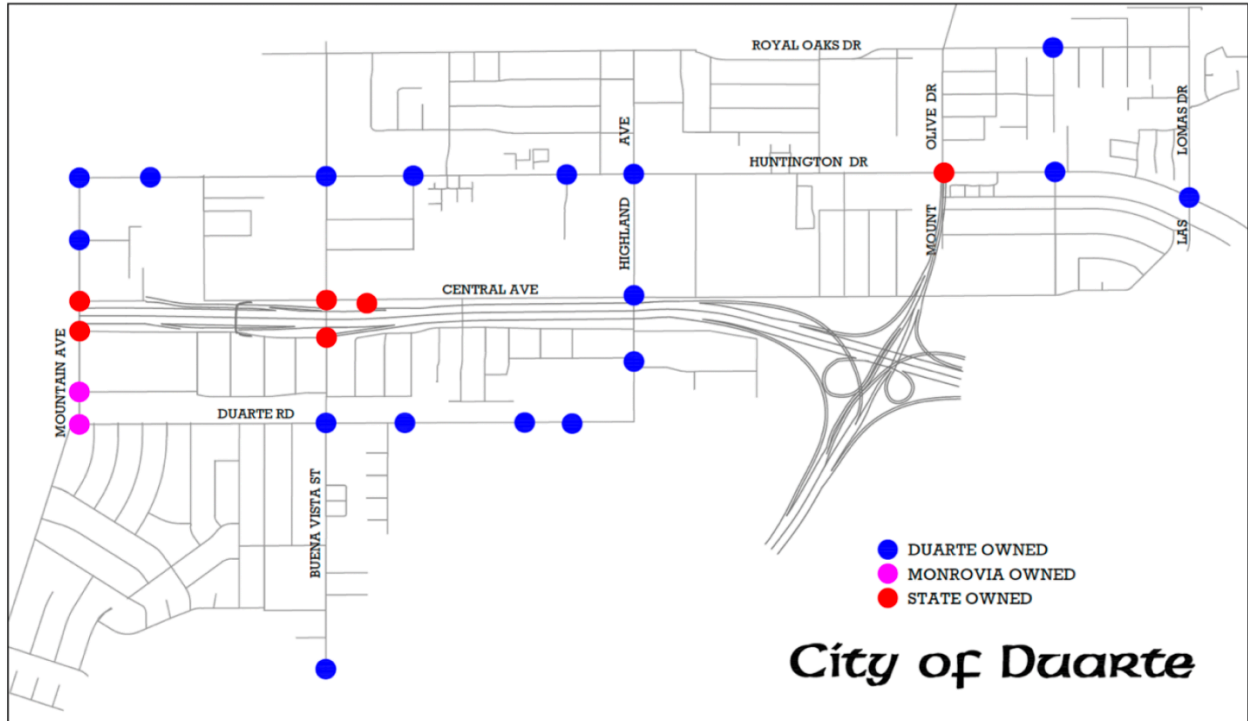 ROYAL OAKS DR
AVE
OLIVE DR
LOMAS DR
HUNTINGTON DR
HIGHLAND
MOUNT
LAS
CENTRAL AVE
MOUNTAIN AVE
DUARTE RD
BUENA VISTA ST
DUARTE OWNED
MONROVIA OWNED
STATE OWNED
City of Duarte